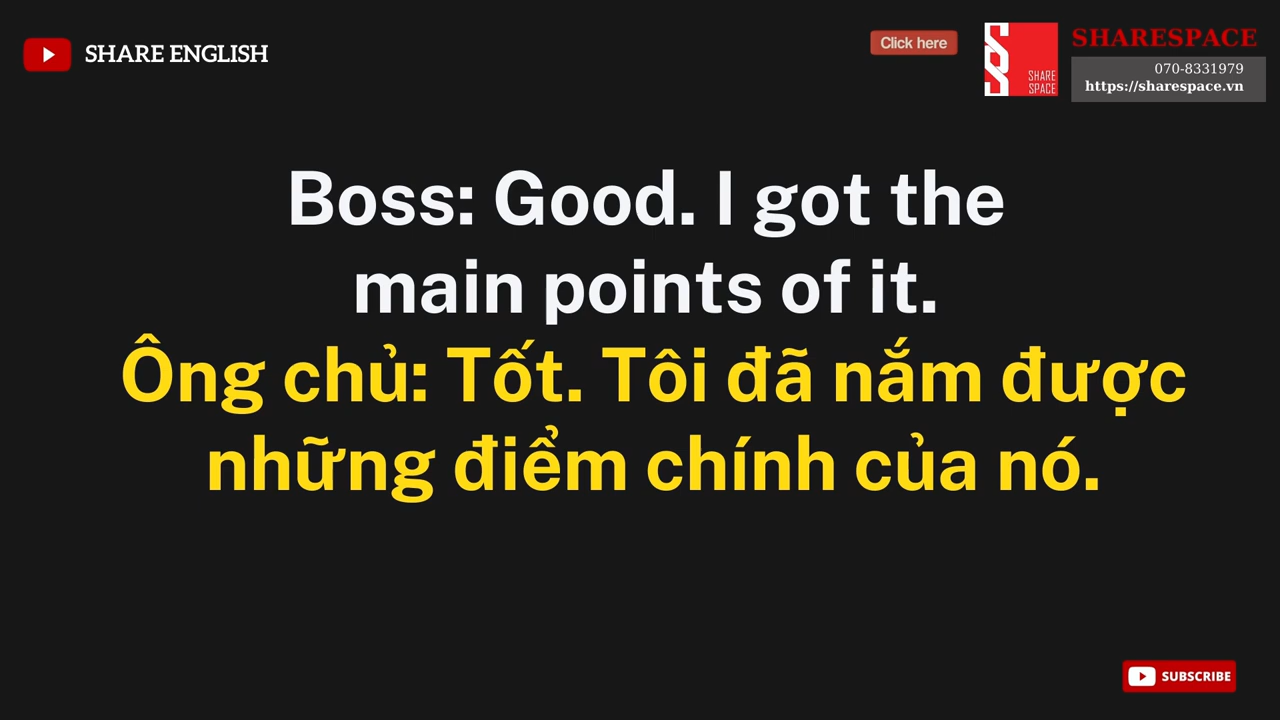 SHARE ENGLISH
Click here
SHARE
SPACE
SHARESPACE
070-8331979
https://sharespace.vn
Boss: Good. I got the
main points of it.
Ông chủ: Tốt. Tôi đã nắm được
những điểm chính của nó.
SUBSCRIBE